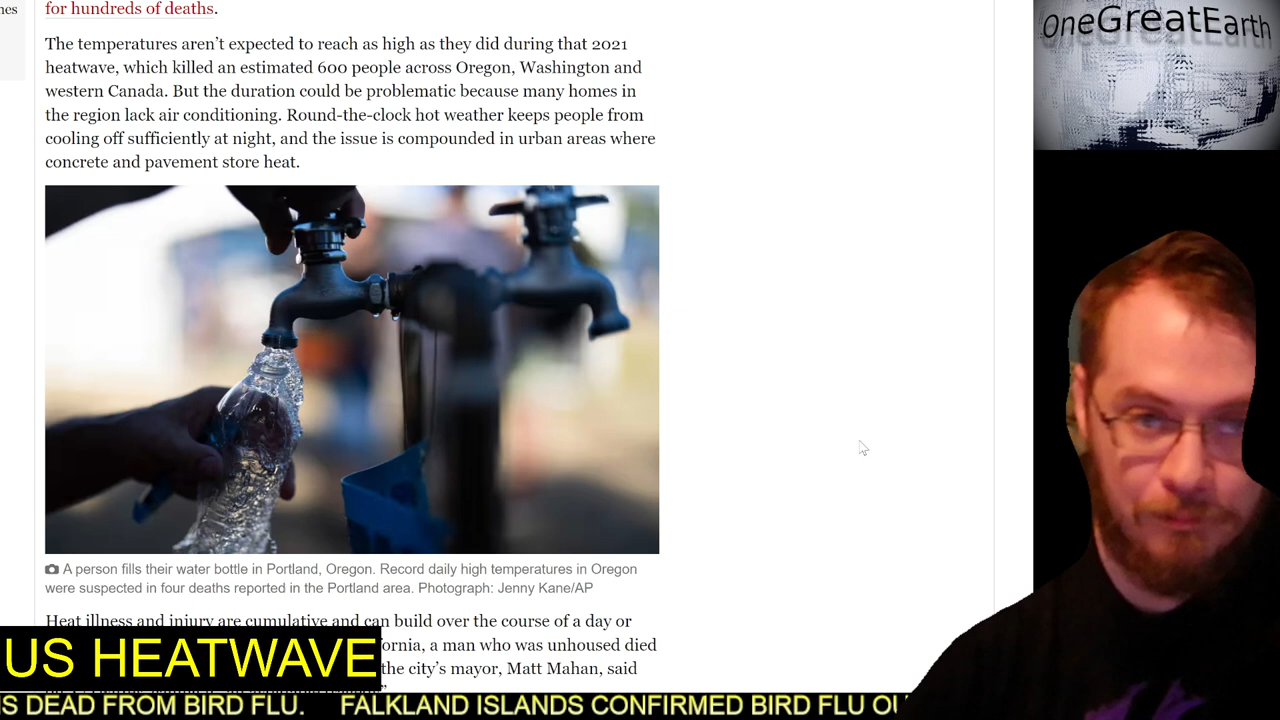 nes
for hundreds of deaths.
The temperatures aren’t expected to reach as high as they did during that 2021
heatwave, which killed an estimated 600 people across Oregon, Washington and
western Canada. But the duration could be problematic because many homes in
the region lack air conditioning. Round-the-clock hot weather keeps people from
cooling off sufficiently at night, and the issue is compounded in urban areas where
concrete and pavement store heat.
A person fills their water bottle in Portland, Oregon. Record daily high temperatures in Oregon
were suspected in four deaths reported in the Portland area. Photograph: Jenny Kane/AP
Heat illness and injury are cumulative and can build over the course of a day or
fornia, a man who was unhoused died
the city’s mayor, Matt Mahan, said
OneGreatEarth
US HEATWAVE
IS DEAD FROM BIRD FLU. FALKLAND ISLANDS CONFIRMED BIRD FLU OU